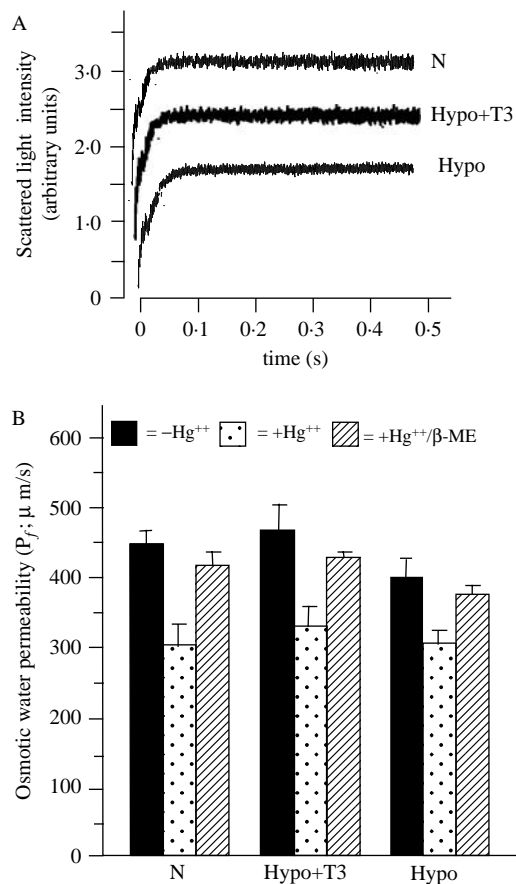 A
Scattered light intensity
(arbitrary units)
3·0
2·0
1·0
0
N
Hypo+T3
Hypo
0 0·1 0·2 0·3 0·4 0·5
time (s)
B
Osmotic water permeability (Pf; μ m/s)
= −Hg⁺⁺ = +Hg⁺⁺ = +Hg⁺⁺/β-ME
600
500
400
300
200
100
0
N Hypo+T3 Hypo